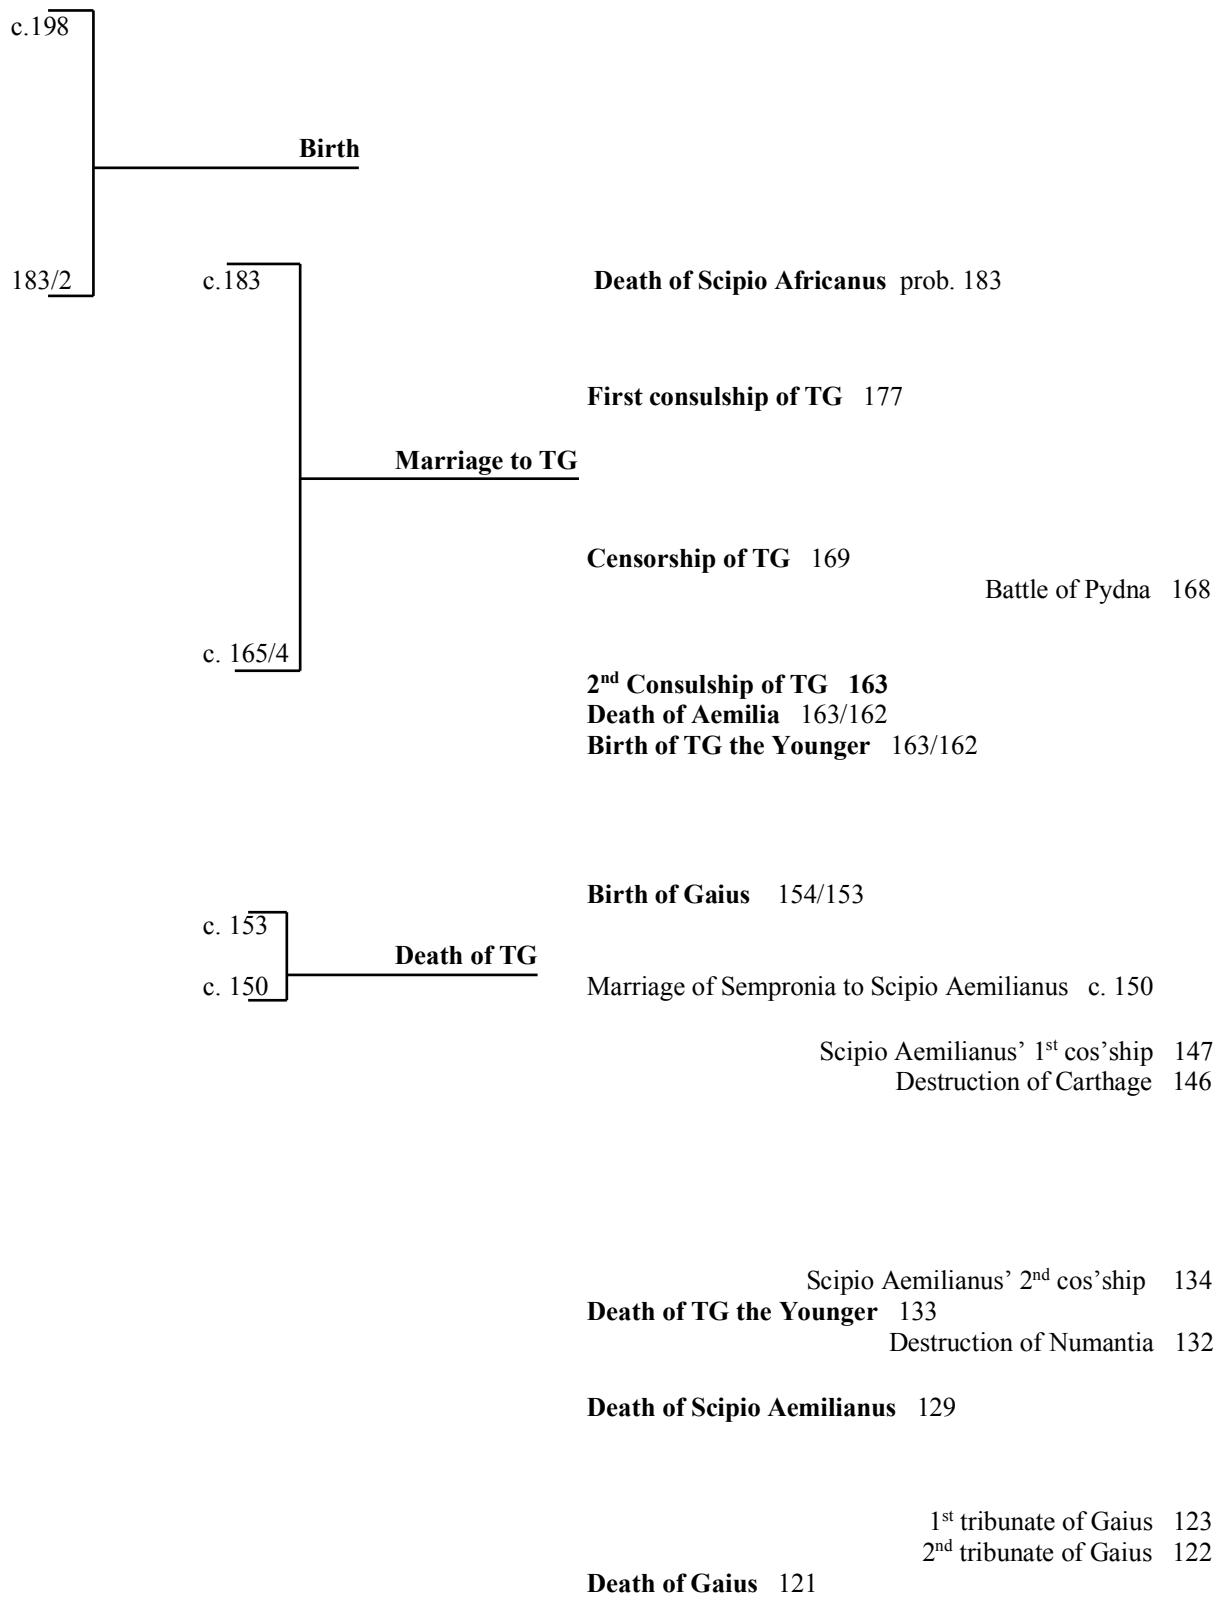 c.198
Birth
183/2 c.183 Death of Scipio Africanus prob. 183
First consulship of TG 177
Marriage to TG
Censorship of TG 169
Battle of Pydna 168
c. 165/4
2nd Consulship of TG 163
Death of Aemilia 163/162
Birth of TG the Younger 163/162
Birth of Gaius 154/153
c. 153
Death of TG
c. 150 Marriage of Sempronia to Scipio Aemilianus c. 150
Scipio Aemilianus’ 1st cos’ship 147
Destruction of Carthage 146
Scipio Aemilianus’ 2nd cos’ship 134
Death of TG the Younger 133
Destruction of Numantia 132
Death of Scipio Aemilianus 129
1st tribunate of Gaius 123
2nd tribunate of Gaius 122
Death of Gaius 121